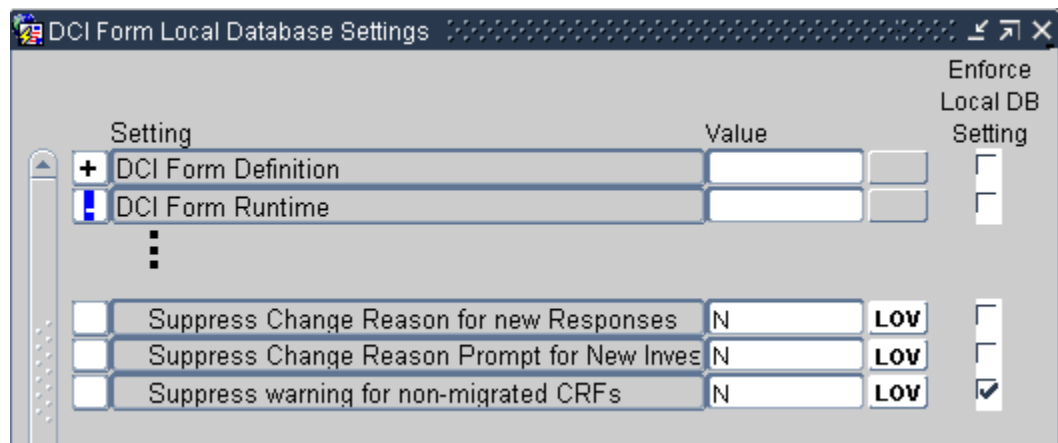 DCI Form Local Database Settings
Enforce
Local DB
Setting Value Setting
+ DCI Form Definition
- DCI Form Runtime
Suppress Change Reason for new Responses N LOV
Suppress Change Reason Prompt for New Inves N LOV
Suppress warning for non-migrated CRFs N LOV